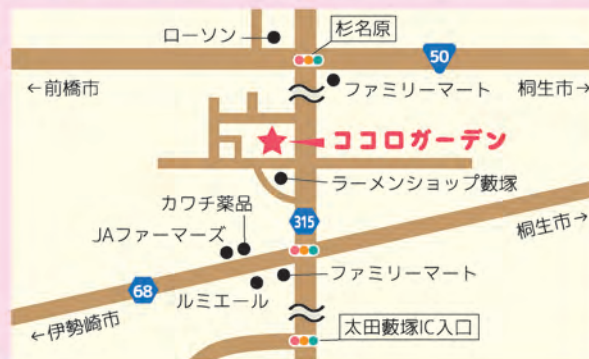 ローソン
杉名原
50
←前橋市
ファミリーマート
桐生市→
ココロガーデン
ラーメンショップ藪塚
カワチ薬品
315
桐生市→
JAファーマーズ
ファミリーマート
68
ルミエール
←伊勢崎市
太田藪塚IC入口